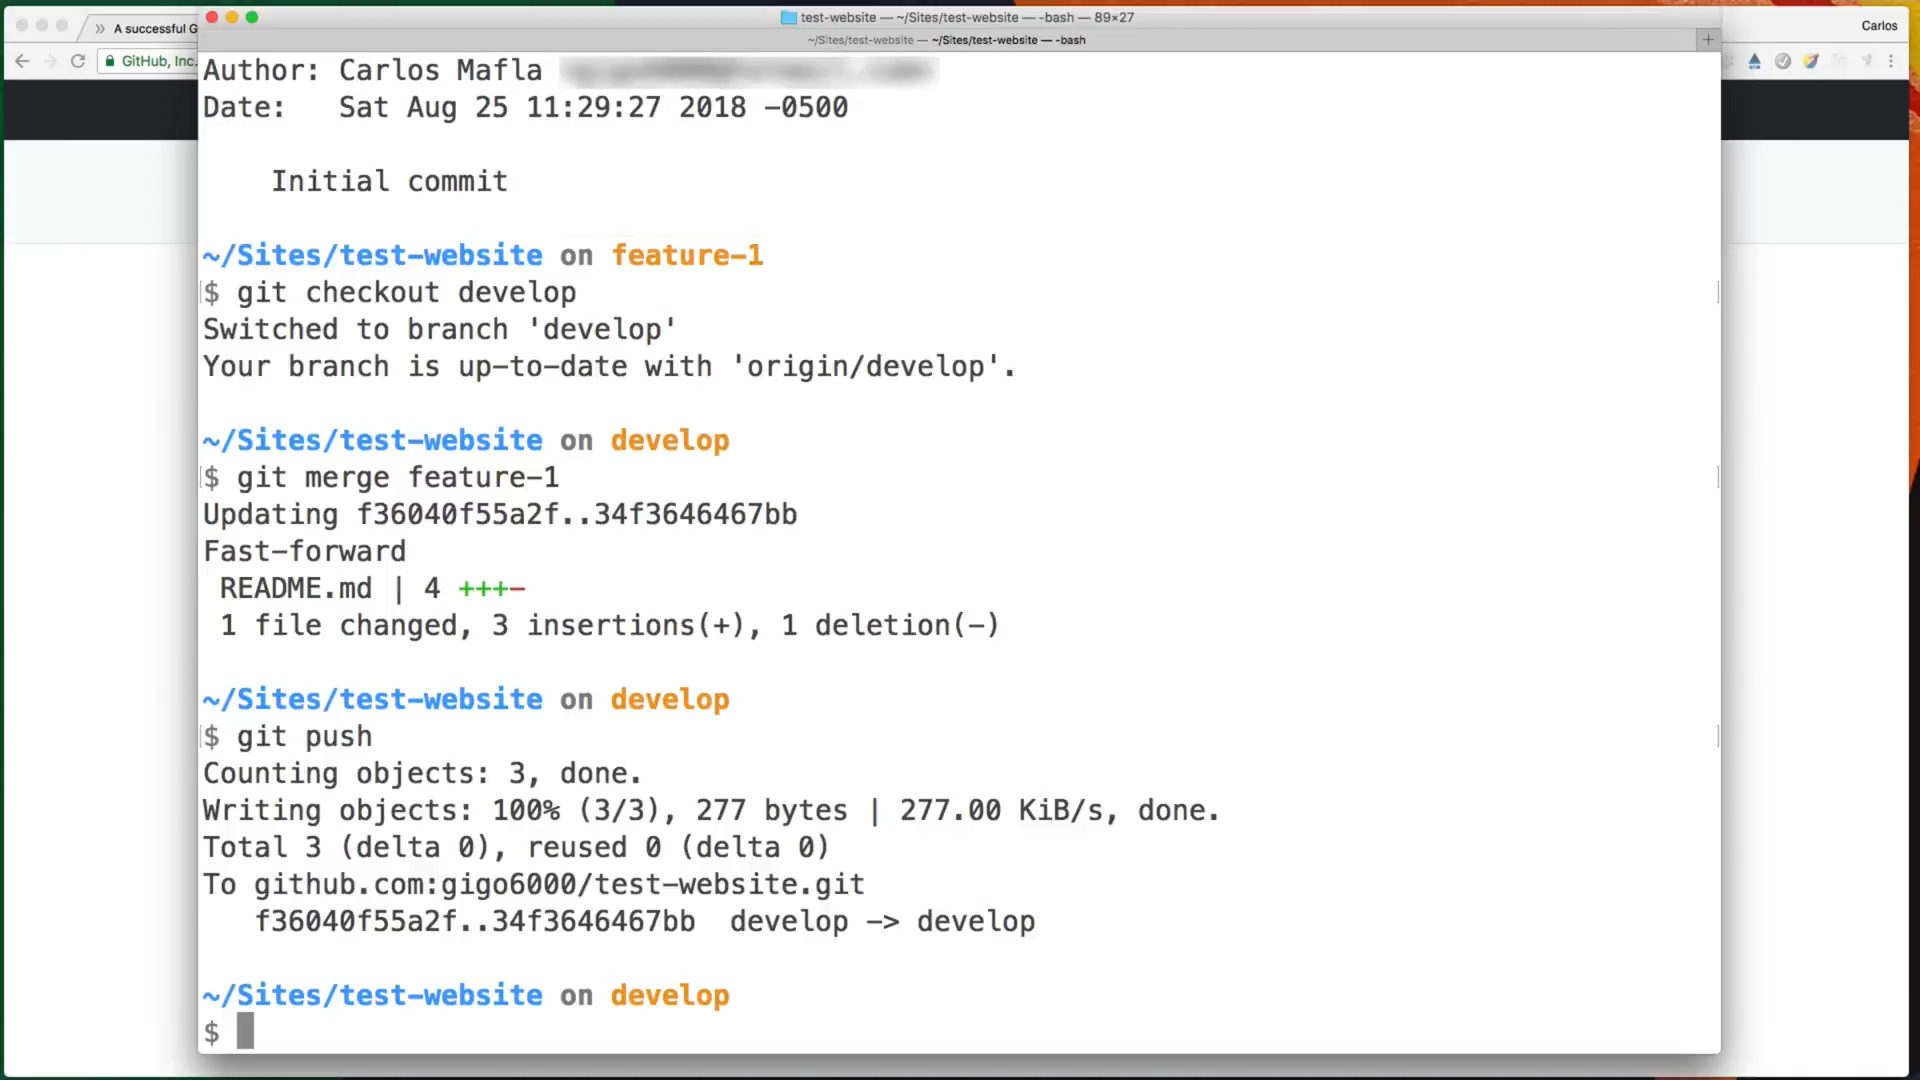 A successful G
Carlos
GitHub, Inc.
test-website — ~/Sites/test-website — -bash — 89×27
~/Sites/test-website — ~/Sites/test-website — -bash
Author: Carlos Mafla
Date:   Sat Aug 25 11:29:27 2018 -0500
Initial commit
~/Sites/test-website on feature-1
$ git checkout develop
Switched to branch 'develop'
Your branch is up-to-date with 'origin/develop'.
~/Sites/test-website on develop
$ git merge feature-1
Updating f36040f55a2f..34f3646467bb
Fast-forward
README.md | 4 +++-
1 file changed, 3 insertions(+), 1 deletion(-)
~/Sites/test-website on develop
$ git push
Counting objects: 3, done.
Writing objects: 100% (3/3), 277 bytes | 277.00 KiB/s, done.
Total 3 (delta 0), reused 0 (delta 0)
To github.com:gigo6000/test-website.git
f36040f55a2f..34f3646467bb  develop -> develop
~/Sites/test-website on develop
$